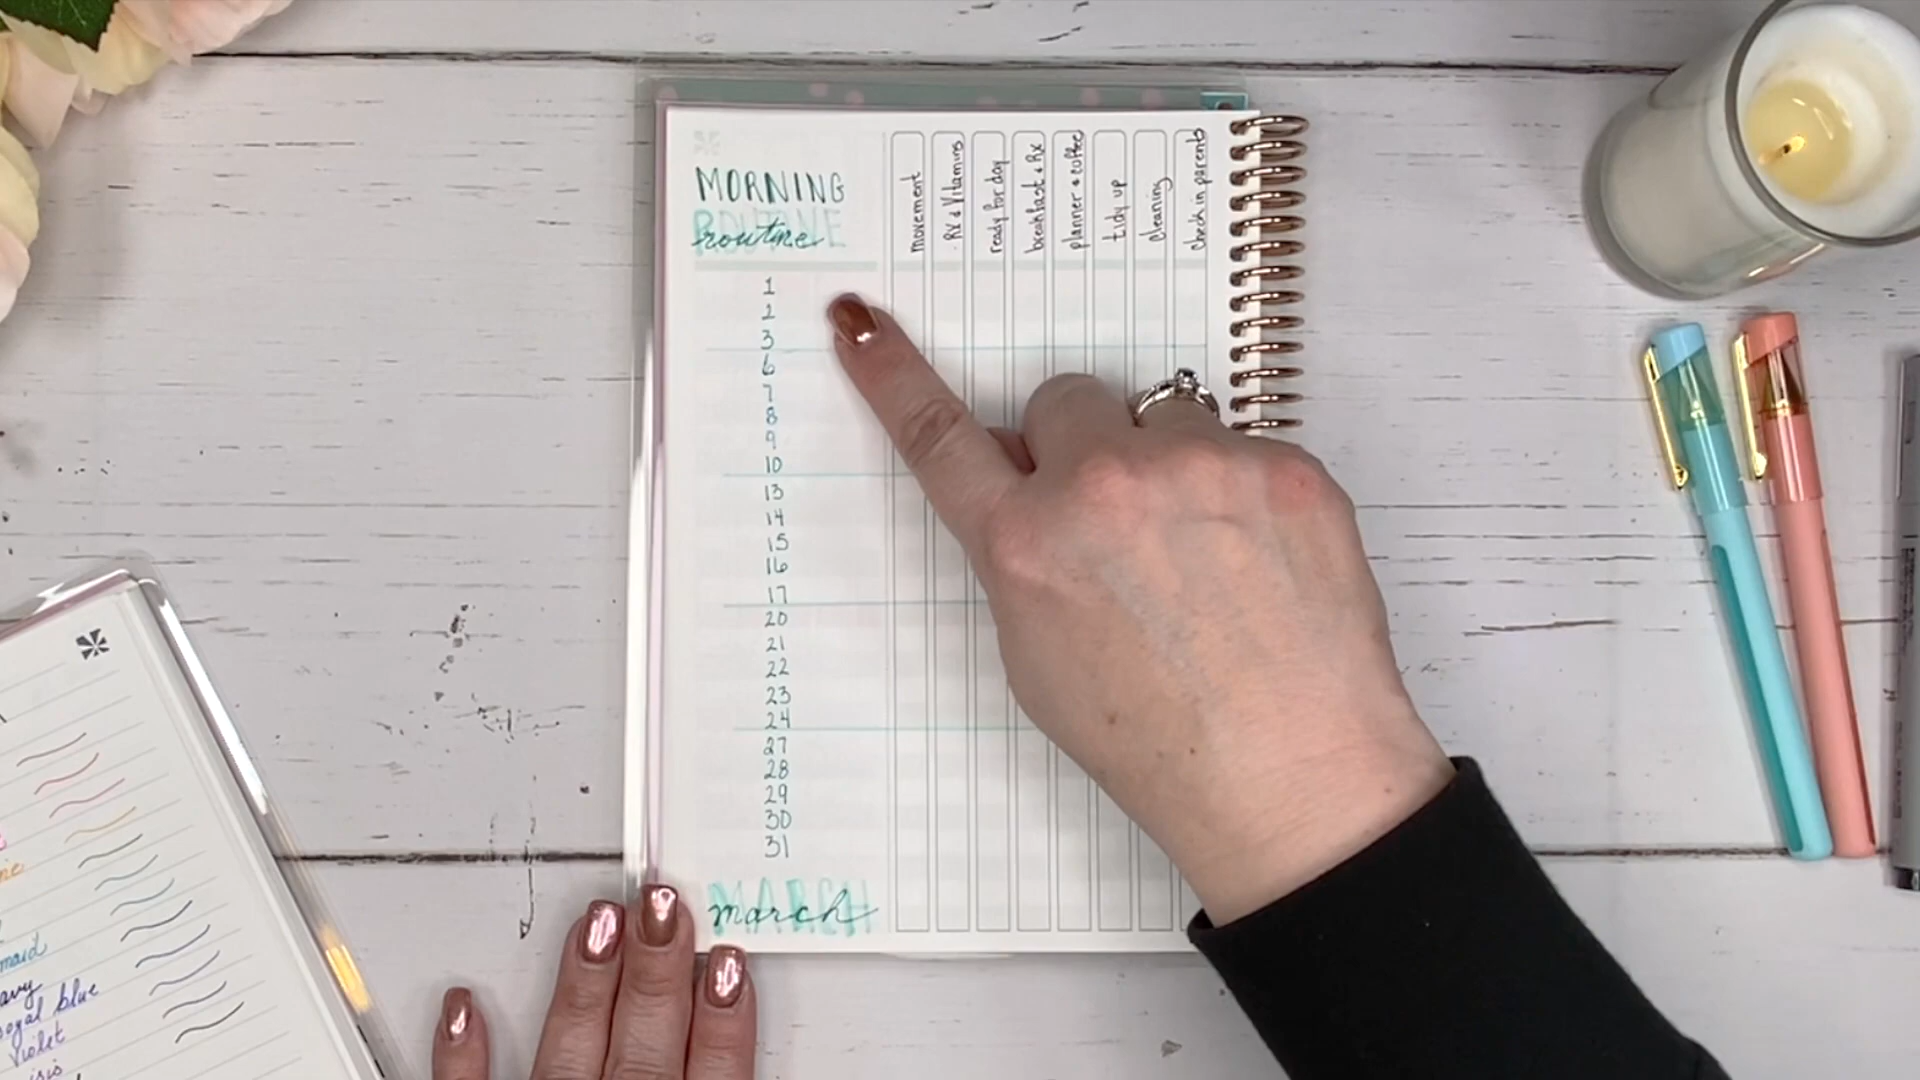 MORNING
ROUTINE
routine
movement
Rx & Vitamins
ready for day
breakfast & Rx
planner & coffee
tidy up
cleaning
check in parents
1
2
3
6
7
8
9
10
13
14
15
16
17
20
21
22
23
24
27
28
29
30
31
MARCH
march
royal blue
violet